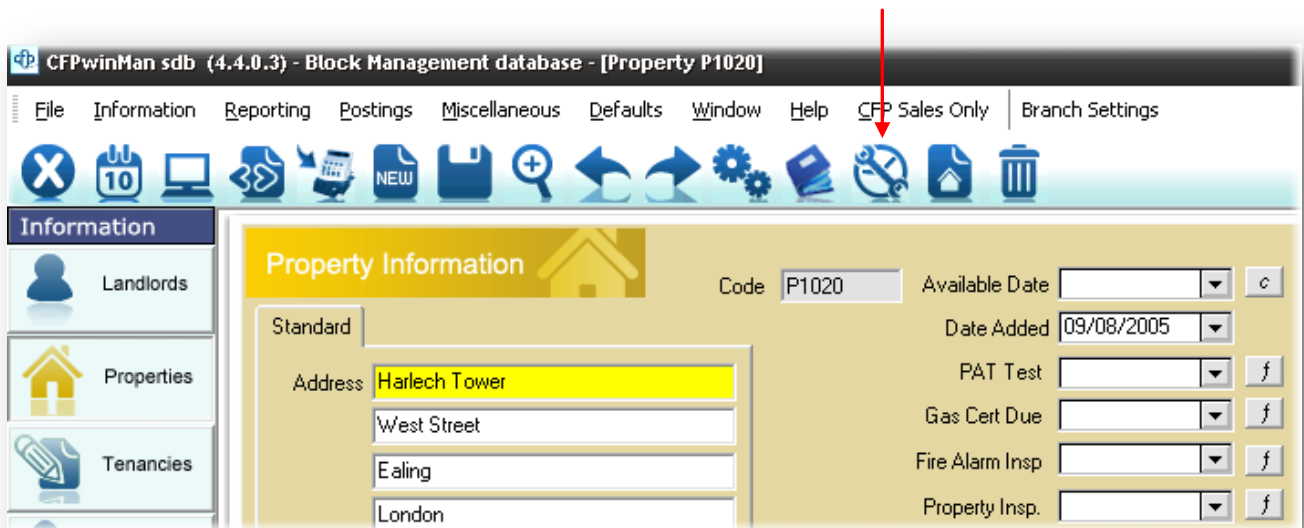 CFPwinMan sdb (4.4.0.3) - Block Management database - [Property P1020]
File Information Reporting Postings Miscellaneous Defaults Window Help CFP Sales Only Branch Settings
10 NEW
Information
Landlords
Properties
Tenancies
Property Information
Standard
Address Harlech Tower
West Street
Ealing
London
Code P1020
Available Date c
Date Added 09/08/2005
PAT Test f
Gas Cert Due f
Fire Alarm Insp f
Property Insp. f